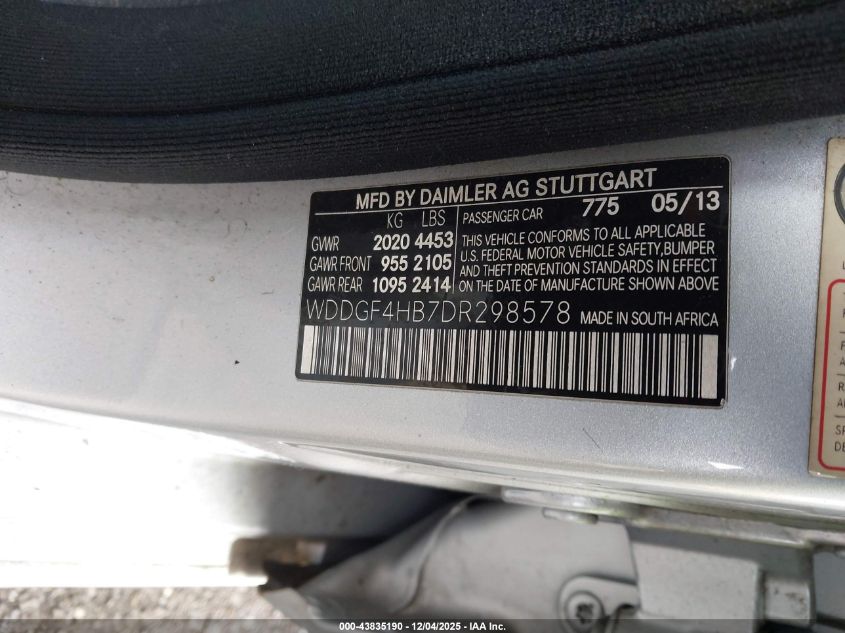 MFD BY DAIMLER AG STUTTGART
KG LBS PASSENGER CAR 775 05/13
GVWR 2020 4453 THIS VEHICLE CONFORMS TO ALL APPLICABLE
U.S. FEDERAL MOTOR VEHICLE SAFETY,BUMPER
GAWR FRONT 955 2105 AND THEFT PREVENTION STANDARDS IN EFFECT
GAWR REAR 1095 2414 ON THE DATE OF MANUFACTURE SHOWN ABOVE
WDDGF4HB7DR298578 MADE IN SOUTH AFRICA
000-43835190 - 12/04/2025 - IAA Inc.